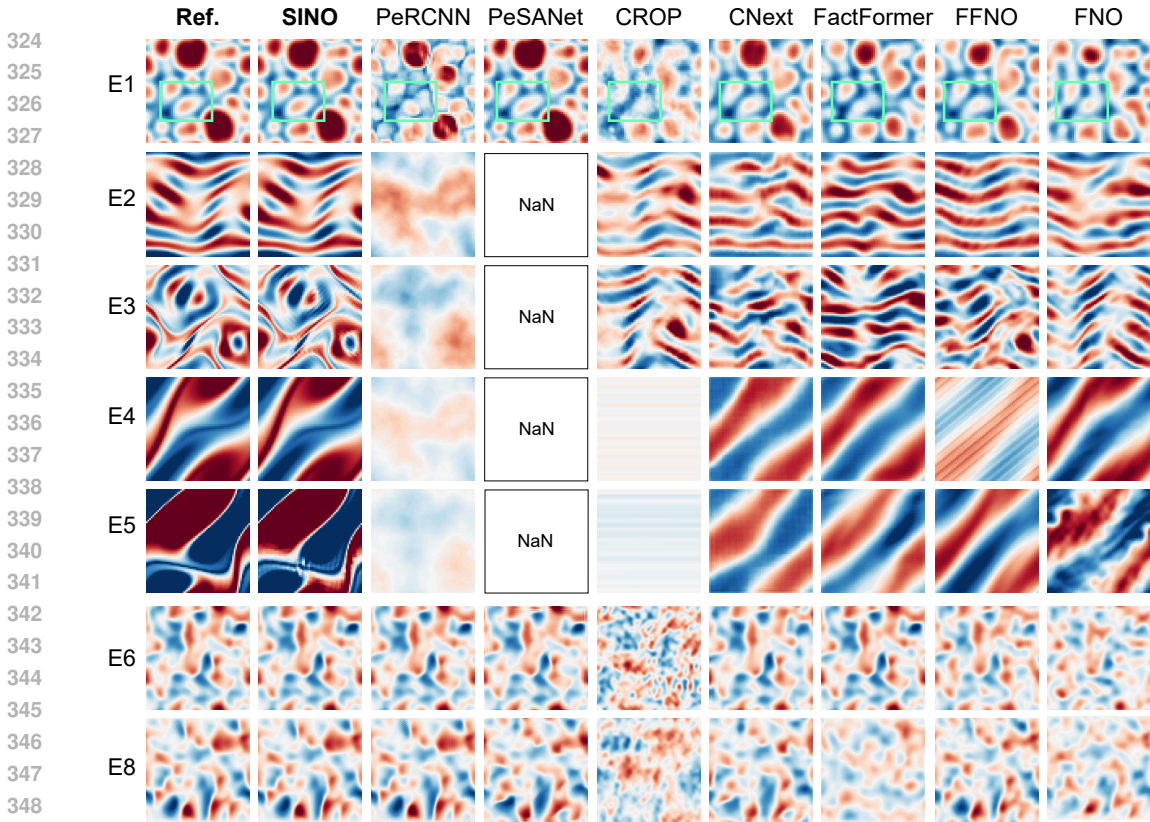 Ref. SINO PeRCNN PeSANet CROP CNext FactFormer FFNO FNO
324
325
E1
326
327
328
E2
329
NaN
330
331
332
E3
333
NaN
334
335
336
E4
NaN
337
338
339
E5
340
NaN
341
342
343
E6
344
345
346
E8
347
348